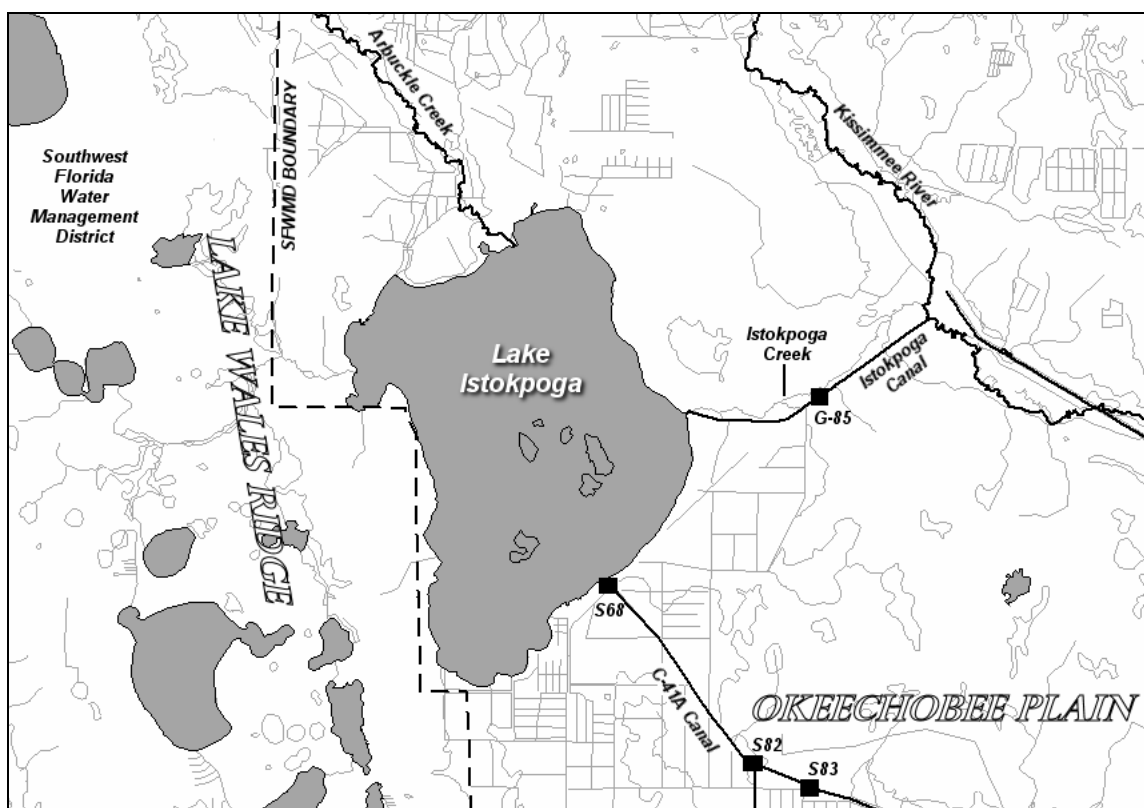 Arbuckle Creek
SFWMD BOUNDARY
Kissimmee River
Southwest
Florida
Water
Management
District
LAKE WALES RIDGE
Lake
Istokpoga
Istokpoga
Creek
Istokpoga
Canal
G-85
S68
C-41A Canal
OKEECHOBEE PLAIN
S82
S83